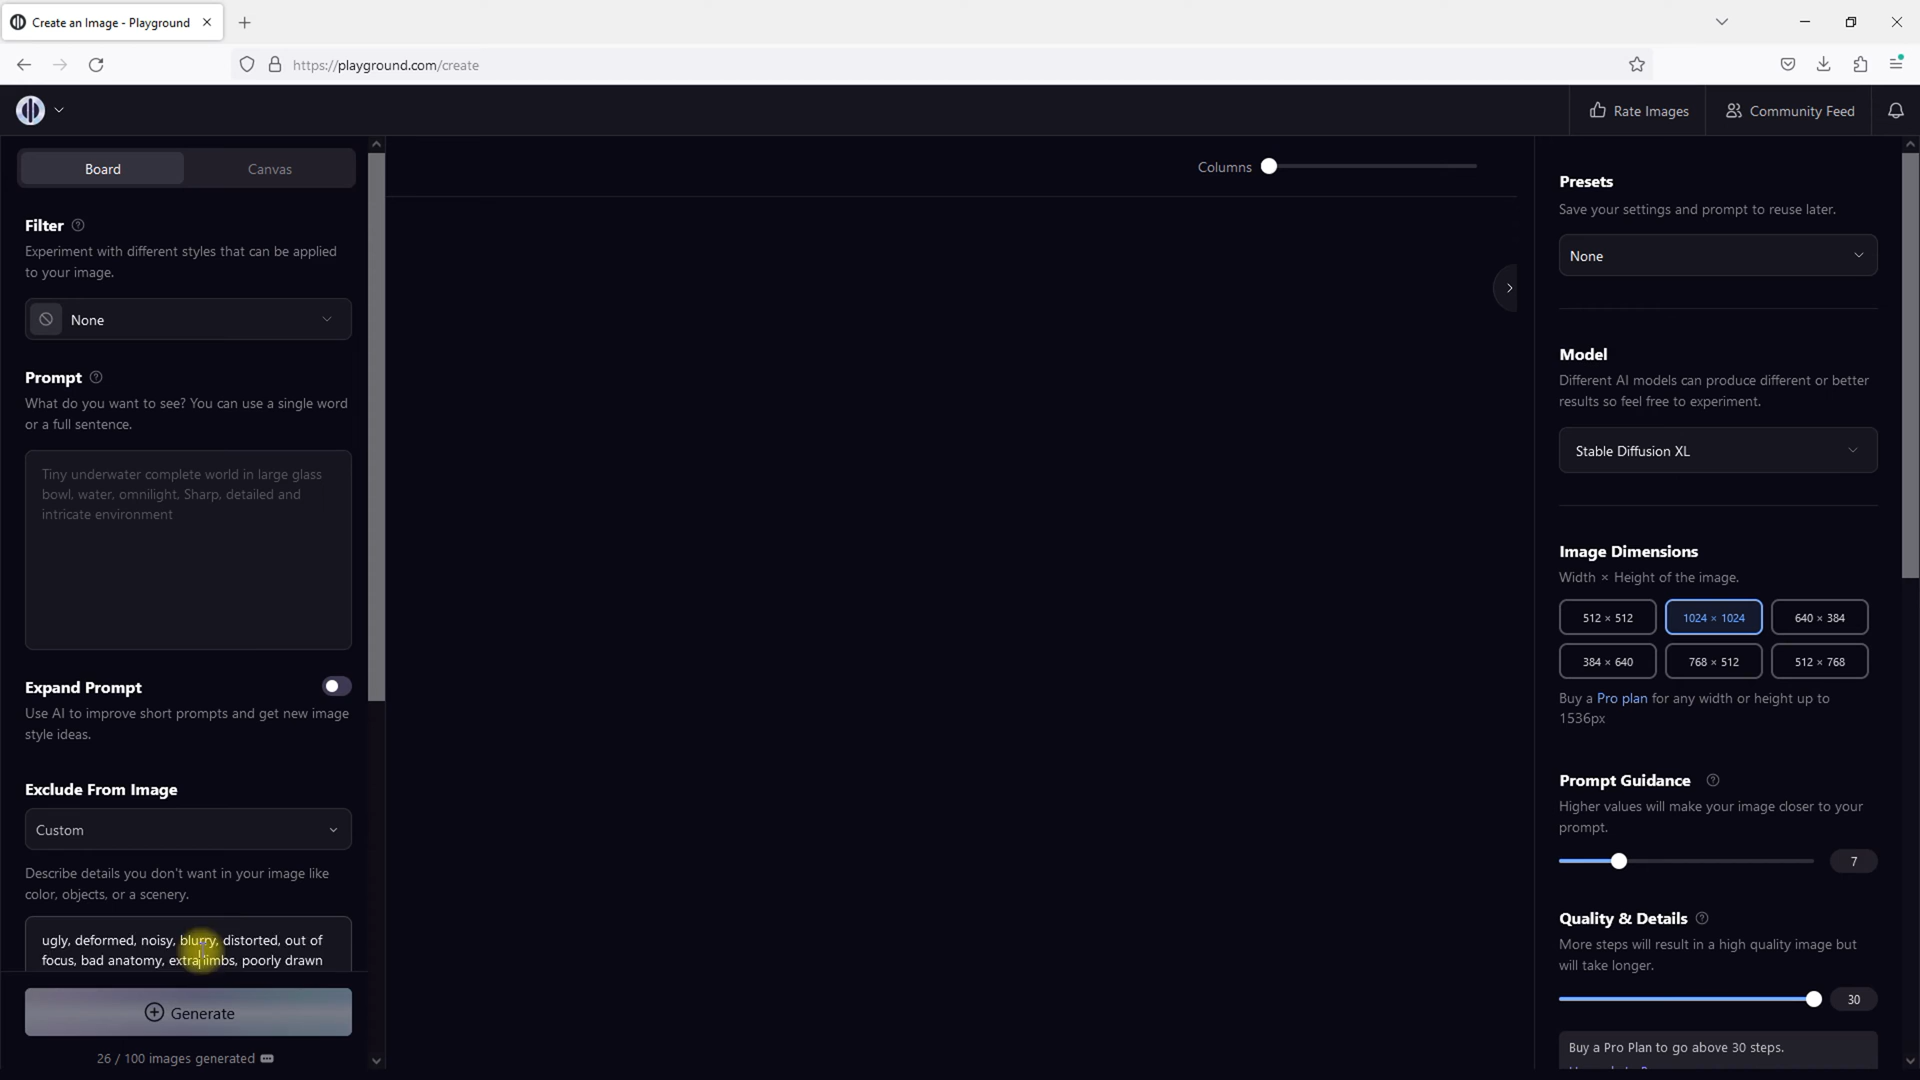 Create an Image - Playground
https://playground.com/create
Rate Images
Community Feed
Board
Canvas
Filter
Experiment with different styles that can be applied
to your image.
None
Prompt
What do you want to see? You can use a single word
or a full sentence.
Tiny underwater complete world in large glass
bowl, water, omnilight, Sharp, detailed and
intricate environment
Expand Prompt
Use AI to improve short prompts and get new image
style ideas.
Exclude From Image
Custom
Describe details you don't want in your image like
color, objects, or a scenery.
ugly, deformed, noisy, blurry, distorted, out of
focus, bad anatomy, extra limbs, poorly drawn
Generate
26 / 100 images generated
Columns
Presets
Save your settings and prompt to reuse later.
None
Model
Different AI models can produce different or better
results so feel free to experiment.
Stable Diffusion XL
Image Dimensions
Width × Height of the image.
512 × 512
1024 × 1024
640 × 384
384 × 640
768 × 512
512 × 768
Buy a Pro plan for any width or height up to
1536px
Prompt Guidance
Higher values will make your image closer to your
prompt.
7
Quality & Details
More steps will result in a high quality image but
will take longer.
30
Buy a Pro Plan to go above 30 steps.